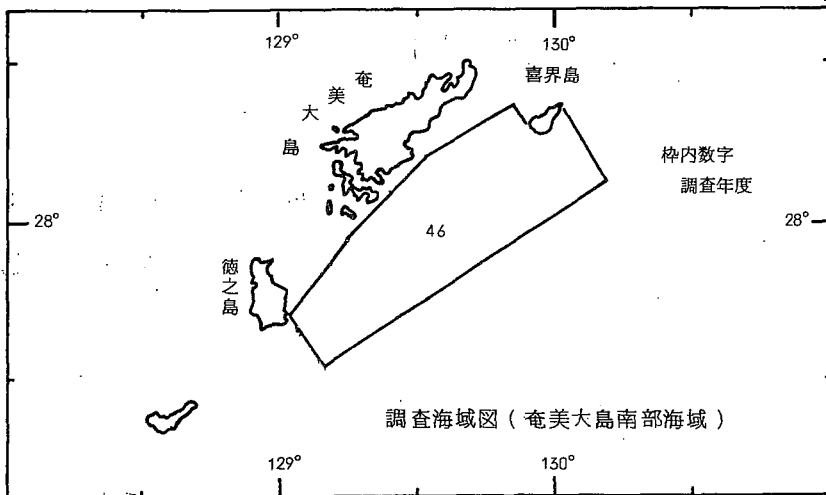 129°
130°
奄美大島
喜界島
枠内数字
調査年度
28°
28°
46
徳之島
調査海域図（奄美大島南部海域）
129°
130°